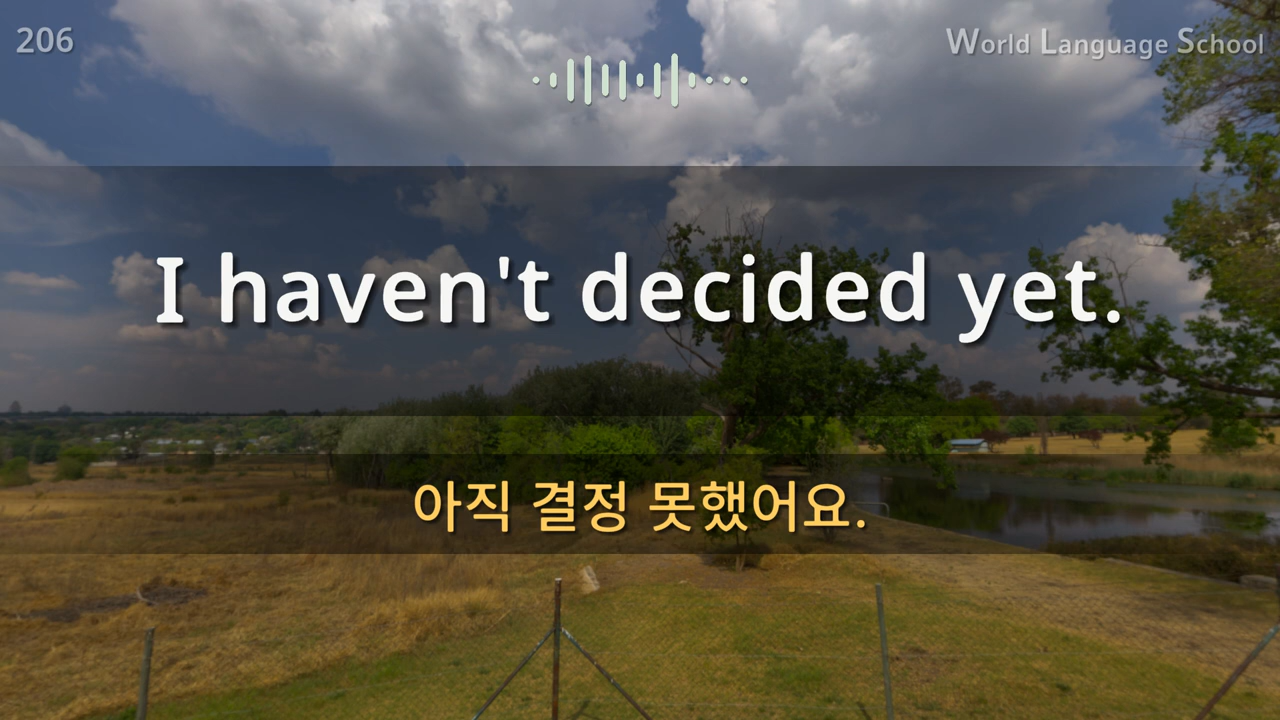 206
World Language School
I haven't decided yet.
아직 결정 못했어요.